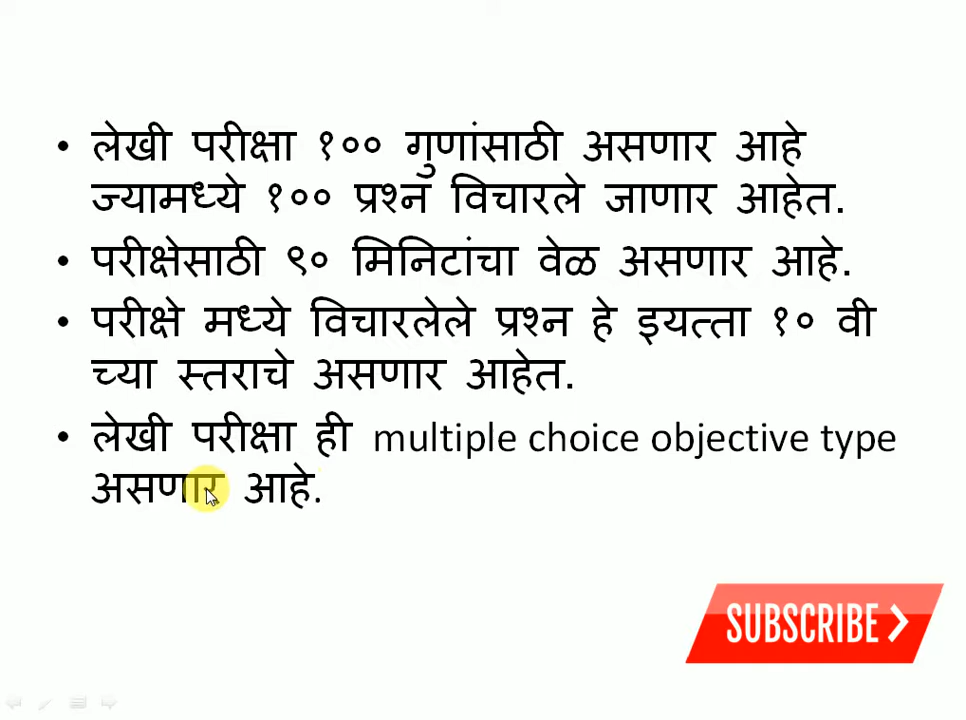 • लेखी परीक्षा १०० गुणांसाठी असणार आहे
ज्यामध्ये १०० प्रश्न विचारले जाणार आहेत.
• परीक्षेसाठी ९० मिनिटांचा वेळ असणार आहे.
• परीक्षे मध्ये विचारलेले प्रश्न हे इयत्ता १० वी
च्या स्तराचे असणार आहेत.
• लेखी परीक्षा ही multiple choice objective type
असणार आहे.
SUBSCRIBE